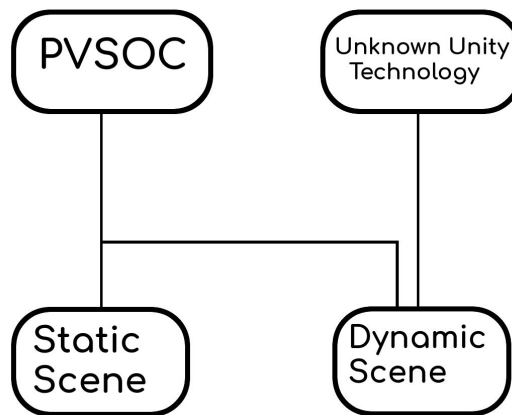 PVSOC
Unknown Unity
Technology
Static
Scene
Dynamic
Scene